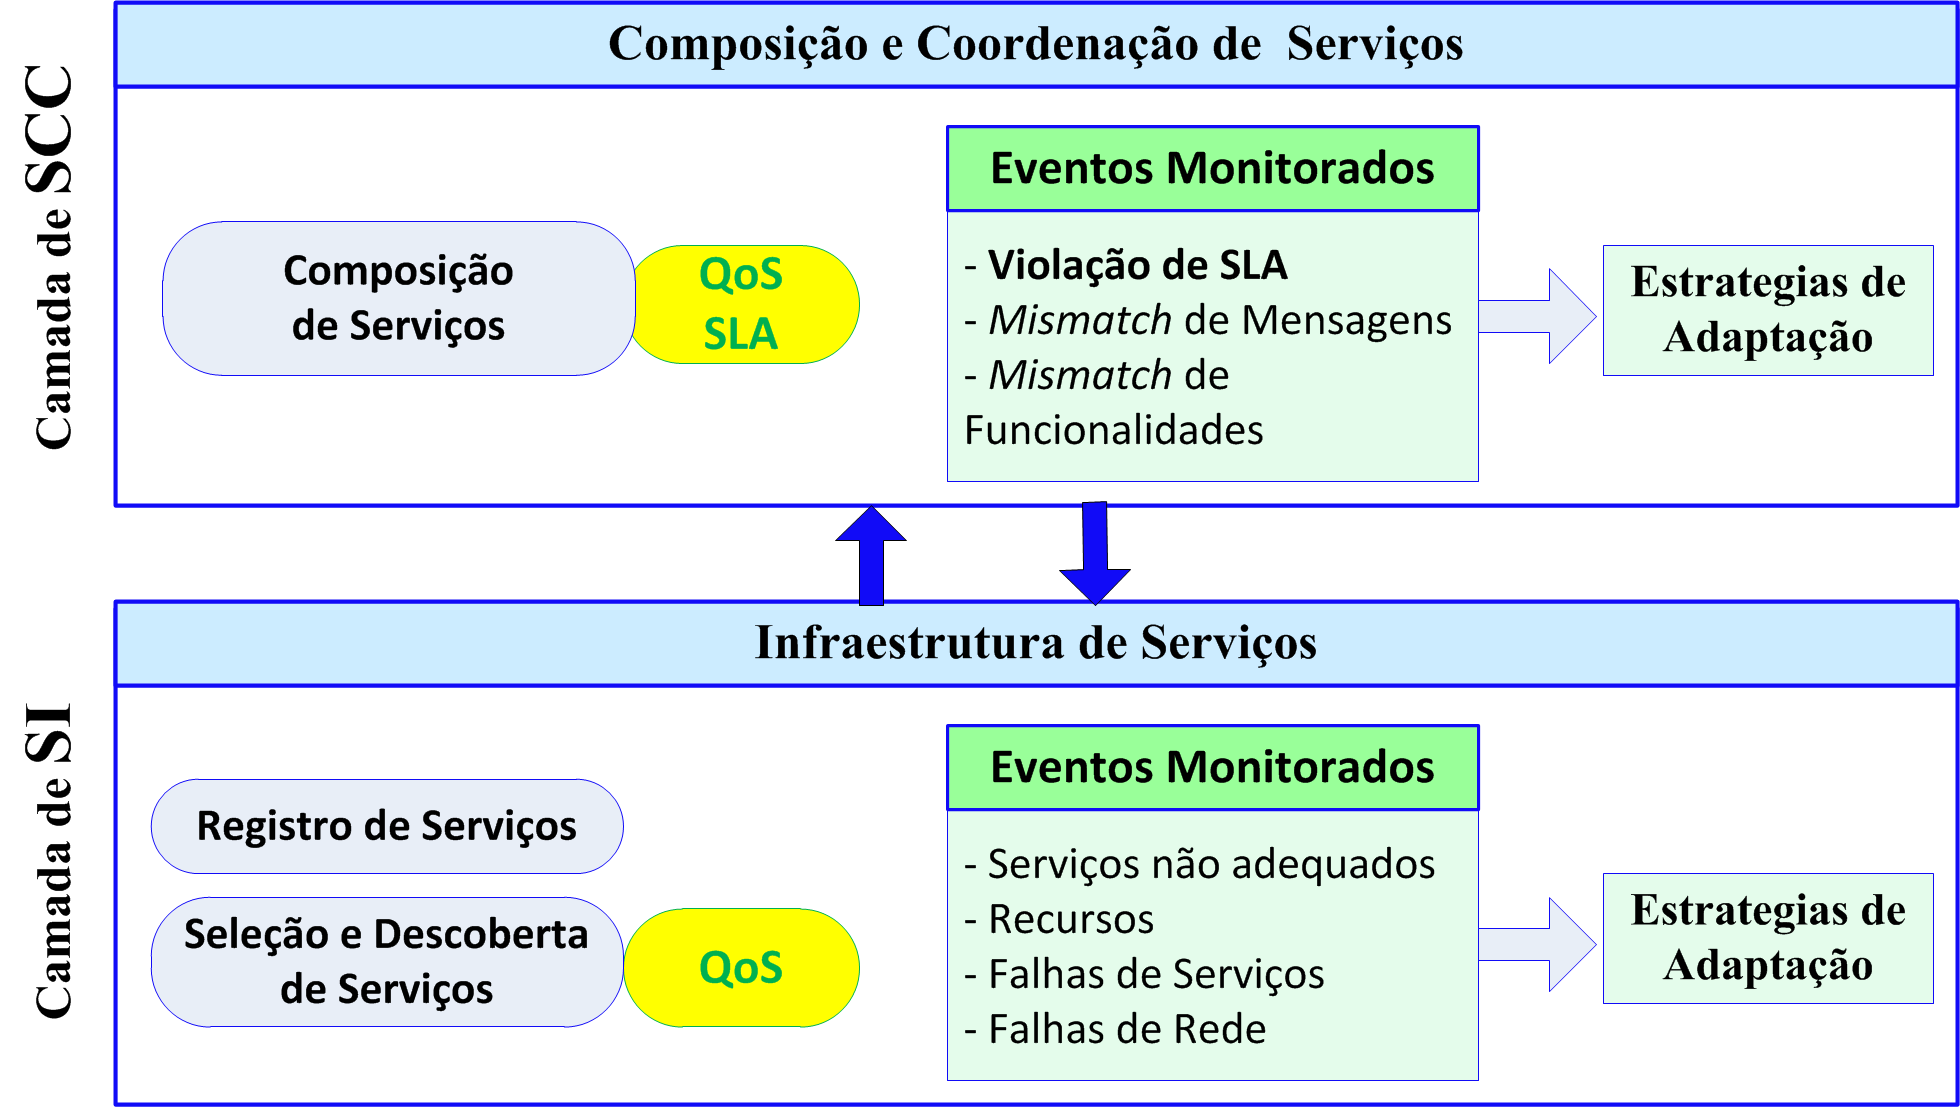 Camada de SCC
Composição e Coordenação de Serviços
Composição
de Serviços
QoS
SLA
Eventos Monitorados
- Violação de SLA
- Mismatch de Mensagens
- Mismatch de
Funcionalidades
Estrategias de
Adaptação
Camada de SI
Infraestrutura de Serviços
Registro de Serviços
Seleção e Descoberta
de Serviços
QoS
Eventos Monitorados
- Serviços não adequados
- Recursos
- Falhas de Serviços
- Falhas de Rede
Estrategias de
Adaptação